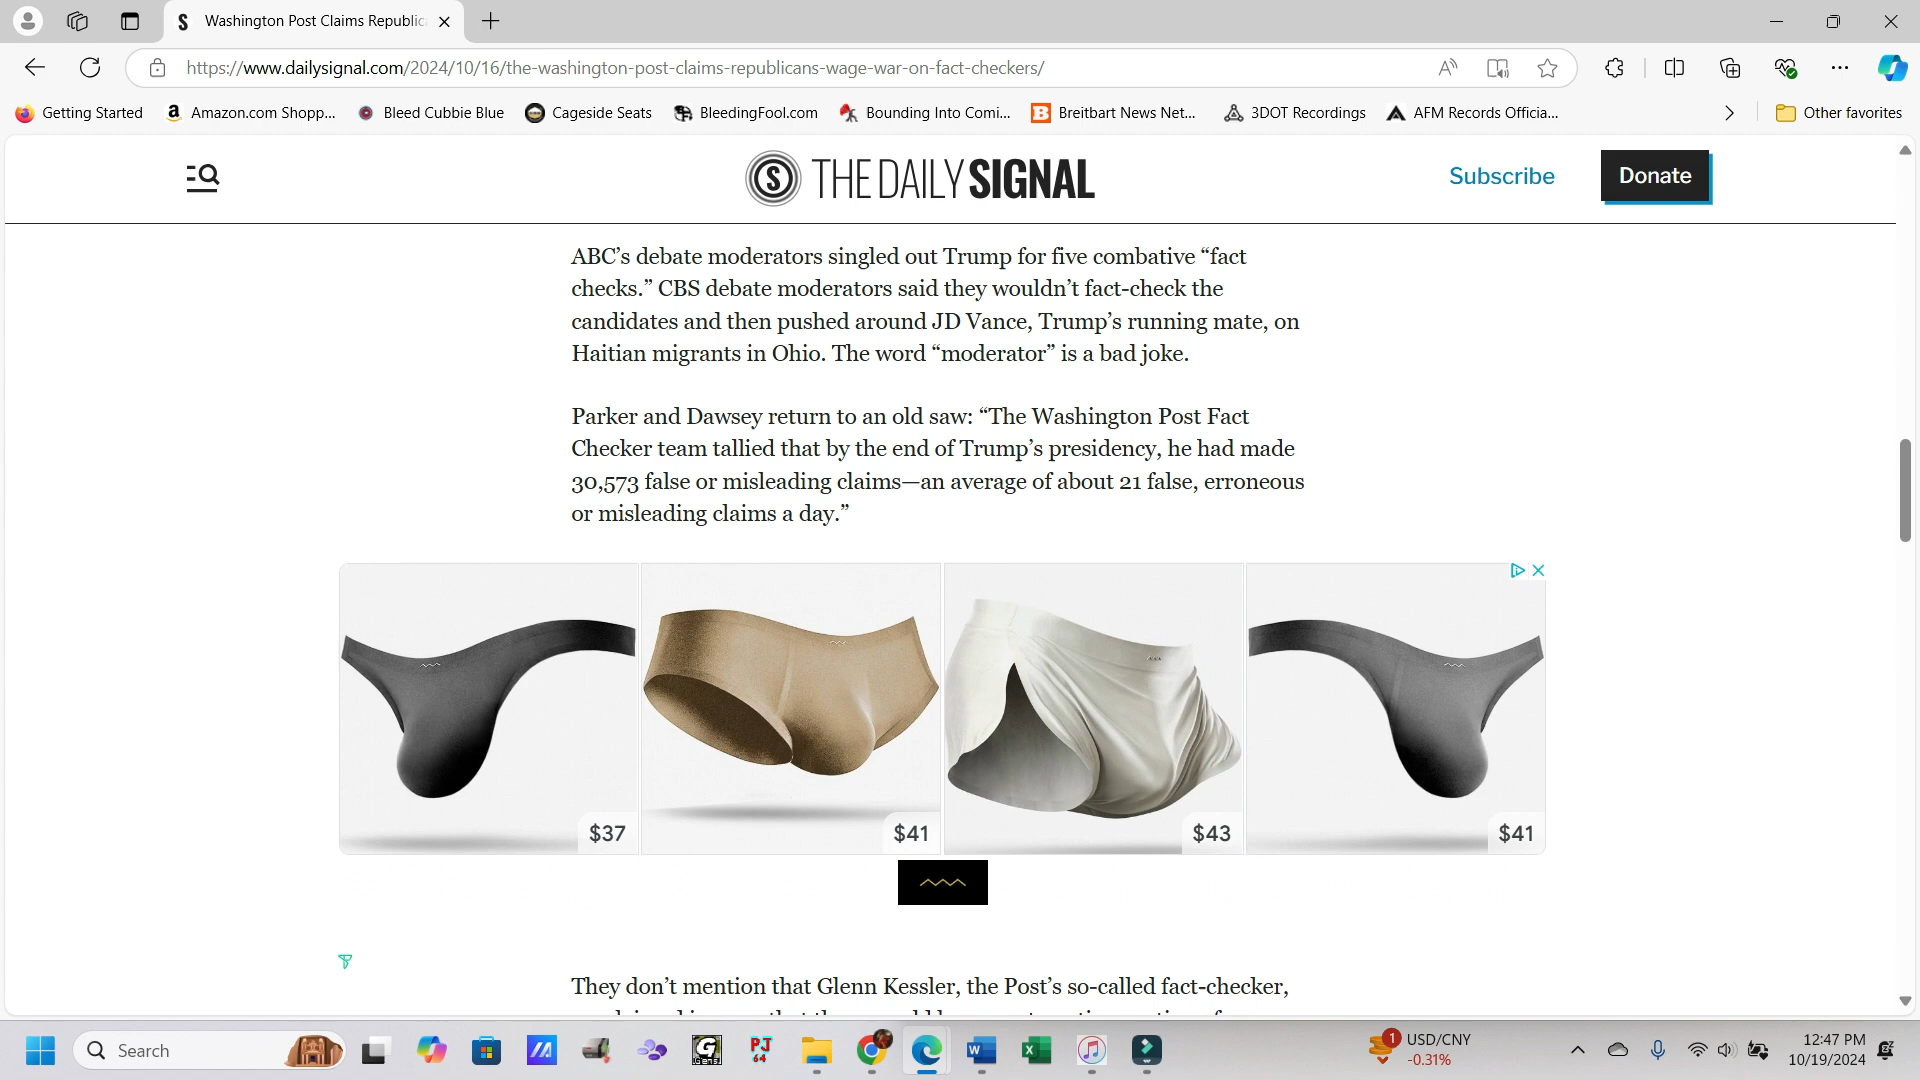 Washington Post Claims Republic
https://www.dailysignal.com/2024/10/16/the-washington-post-claims-republicans-wage-war-on-fact-checkers/
Getting Started
Amazon.com Shopp...
Bleed Cubbie Blue
Cageside Seats
BleedingFool.com
Bounding Into Comi...
Breitbart News Net...
3DOT Recordings
AFM Records Officia...
Other favorites
THE DAILY SIGNAL
Subscribe
Donate
ABC’s debate moderators singled out Trump for five combative “fact
checks.” CBS debate moderators said they wouldn’t fact-check the
candidates and then pushed around JD Vance, Trump’s running mate, on
Haitian migrants in Ohio. The word “moderator” is a bad joke.
Parker and Dawsey return to an old saw: “The Washington Post Fact
Checker team tallied that by the end of Trump’s presidency, he had made
30,573 false or misleading claims—an average of about 21 false, erroneous
or misleading claims a day.”
$37
$41
$43
$41
They don’t mention that Glenn Kessler, the Post’s so-called fact-checker,
Search
Gens
PJ
64
1
USD/CNY
-0.31%
12:47 PM
10/19/2024